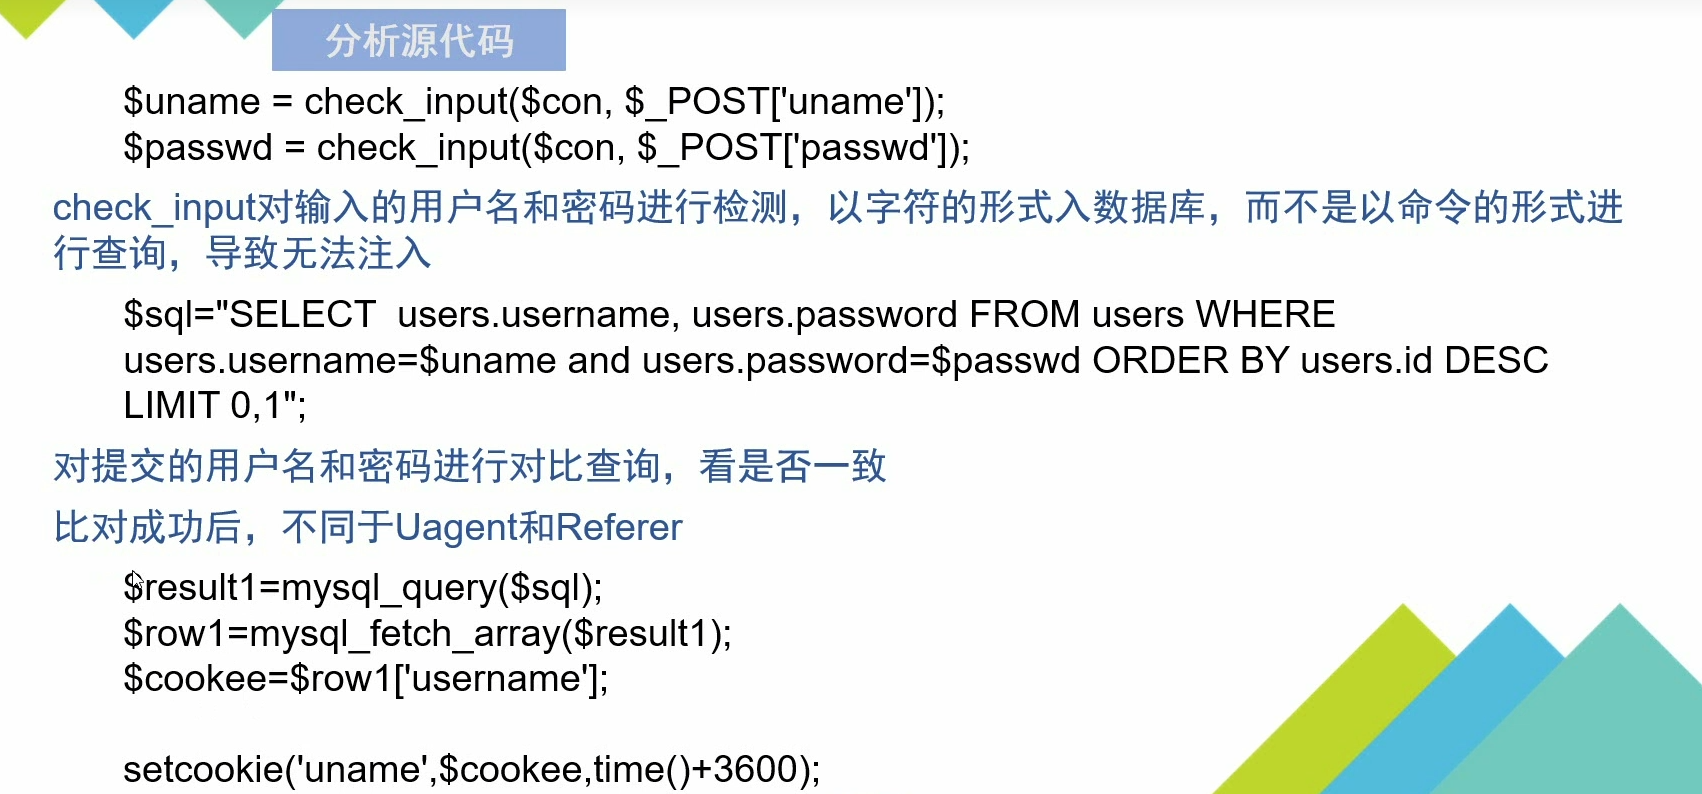 分析源代码
$uname = check_input($con, $_POST['uname']);
$passwd = check_input($con, $_POST['passwd']);
check_input对输入的用户名和密码进行检测，以字符的形式入数据库，而不是以命令的形式进
行查询，导致无法注入
$sql="SELECT  users.username, users.password FROM users WHERE
users.username=$uname and users.password=$passwd ORDER BY users.id DESC
LIMIT 0,1";
对提交的用户名和密码进行对比查询，看是否一致
比对成功后，不同于Uagent和Referer
$result1=mysql_query($sql);
$row1=mysql_fetch_array($result1);
$cookee=$row1['username'];
setcookie('uname',$cookee,time()+3600);